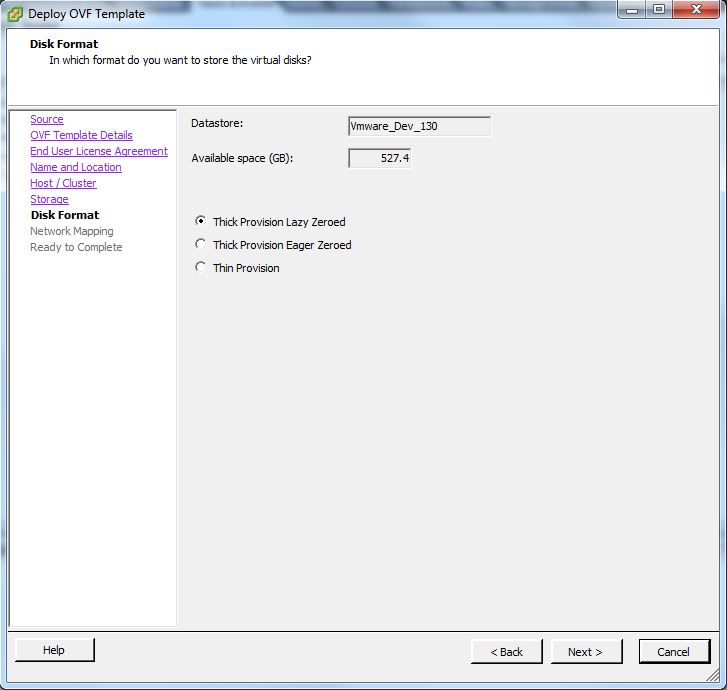 Deploy OVF Template
Disk Format
In which format do you want to store the virtual disks?
Source
OVF Template Details
End User License Agreement
Name and Location
Host / Cluster
Storage
Disk Format
Network Mapping
Ready to Complete
Datastore:
Vmware_Dev_130
Available space (GB):
527.4
Thick Provision Lazy Zeroed
Thick Provision Eager Zeroed
Thin Provision
Help
< Back
Next >
Cancel